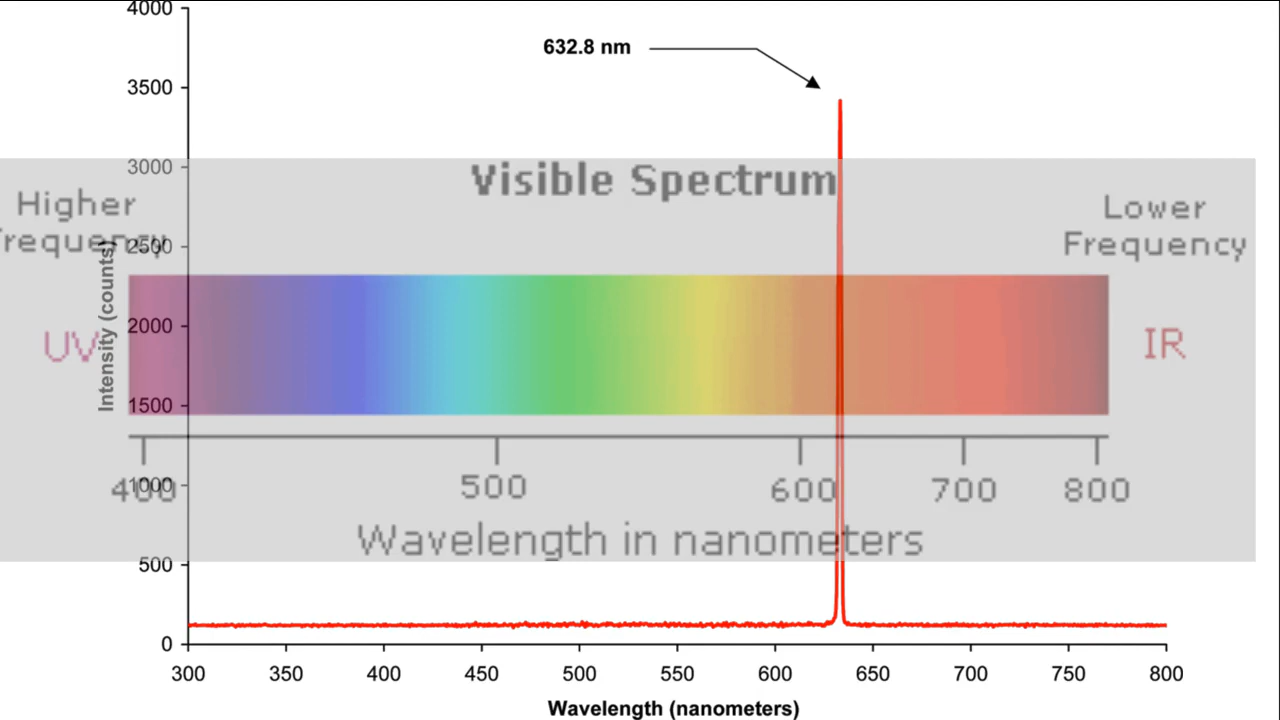 4000
632.8 nm
3500
3000
Visible Spectrum
Higher
Frequency
Lower
Frequency
2500
Intensity (counts)
2000
UV
IR
1500
400 500 600 700 800
1000
Wavelength in nanometers
500
0
300 350 400 450 500 550 600 650 700 750 800
Wavelength (nanometers)